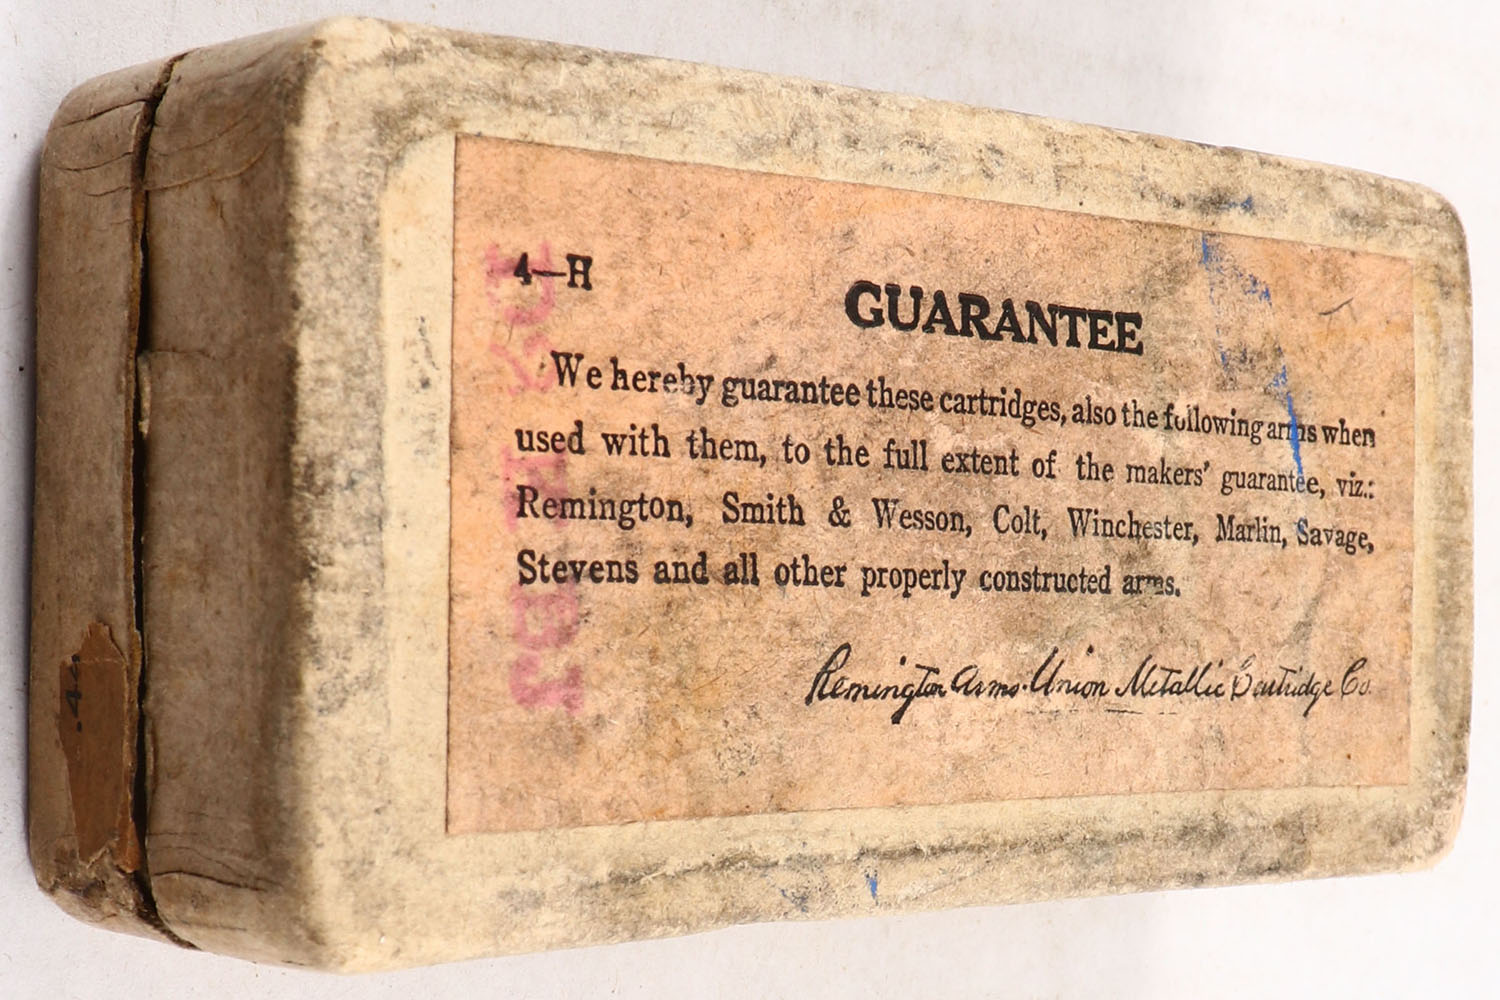 4—H
GUARANTEE
We hereby guarantee these cartridges, also the following arms when
used with them, to the full extent of the makers' guarantee, viz.:
Remington, Smith & Wesson, Colt, Winchester, Marlin, Savage,
Stevens and all other properly constructed arms.
Remington Arms-Union Metallic Cartridge Co.
.44